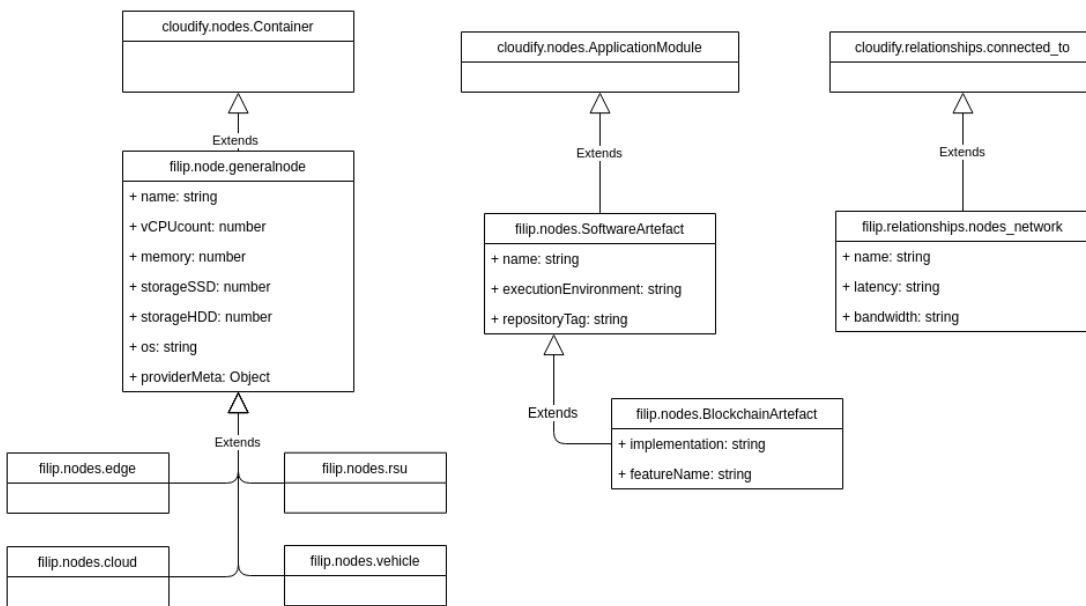 cloudify.nodes.Container
Extends
filip.node.generalnode
+ name: string
+ vCPUcount: number
+ memory: number
+ storageSSD: number
+ storageHDD: number
+ os: string
+ providerMeta: Object
Extends
filip.nodes.edge
filip.nodes.rsu
filip.nodes.cloud
filip.nodes.vehicle
cloudify.nodes.ApplicationModule
Extends
filip.nodes.SoftwareArtefact
+ name: string
+ executionEnvironment: string
+ repositoryTag: string
Extends
filip.nodes.BlockchainArtefact
+ implementation: string
+ featureName: string
cloudify.relationships.connected_to
Extends
filip.relationships.nodes_network
+ name: string
+ latency: string
+ bandwidth: string